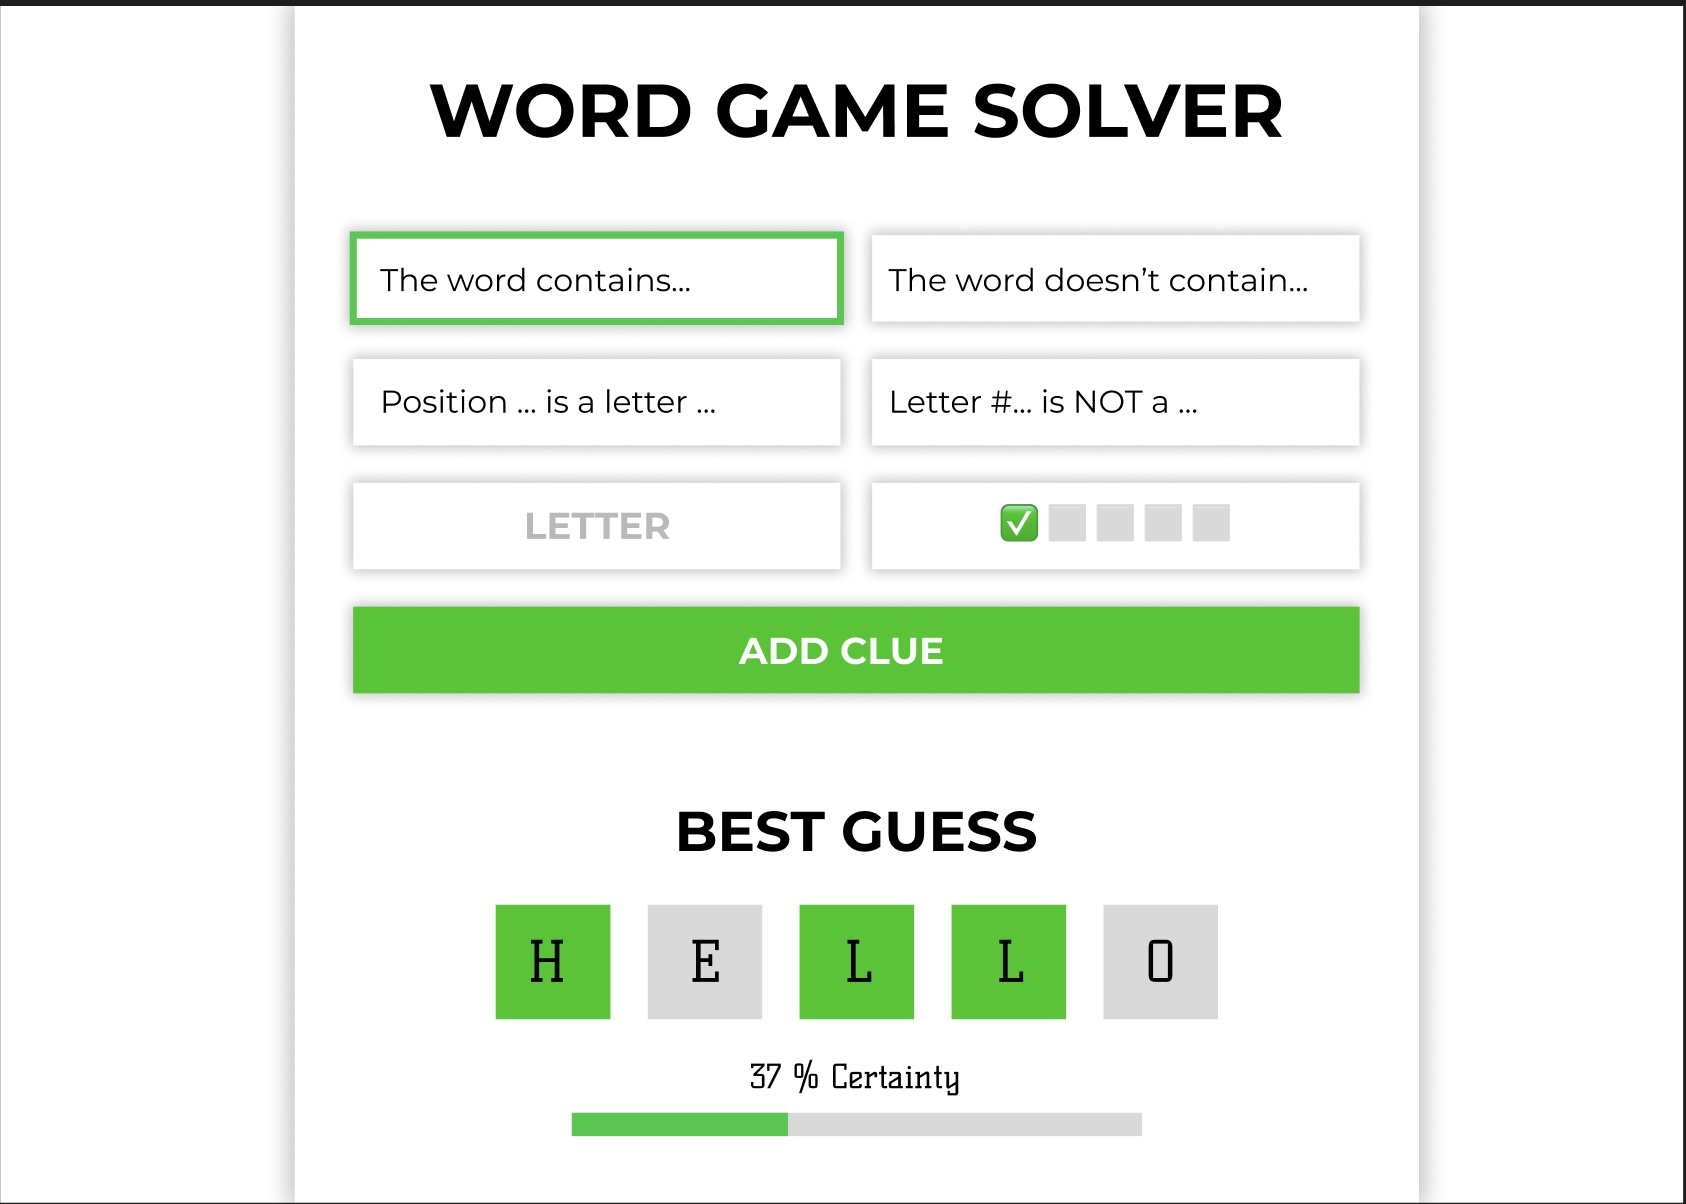 WORD GAME SOLVER
The word contains...
The word doesn’t contain...
Position ... is a letter ...
Letter #... is NOT a ...
LETTER
ADD CLUE
BEST GUESS
H E L L O
37 % Certainty